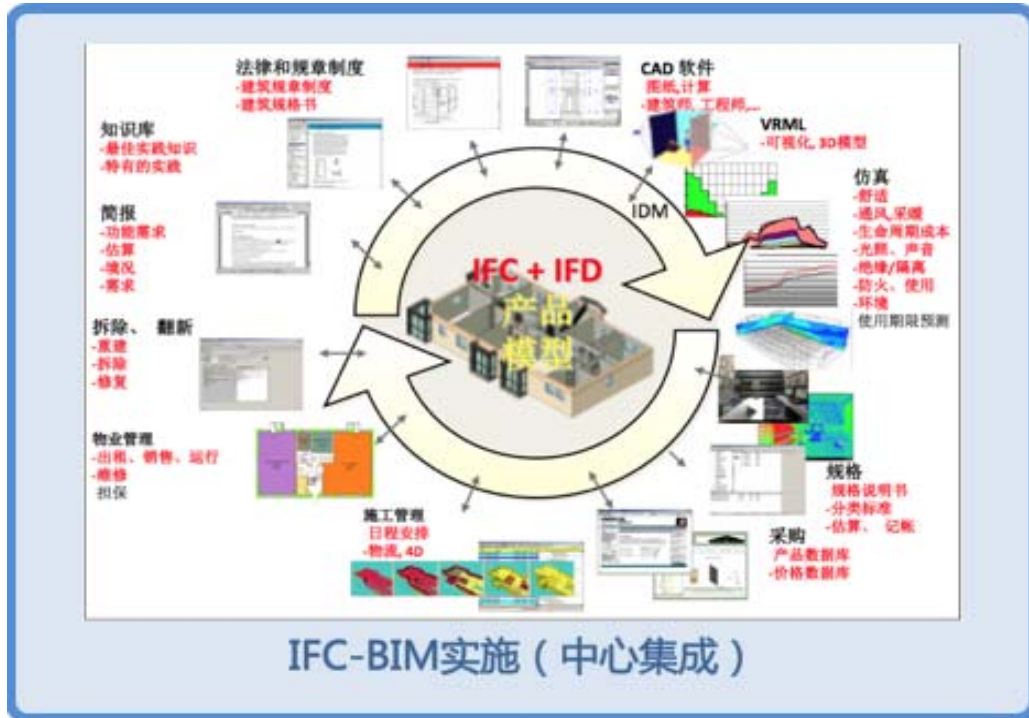 法律和规章制度
-建筑规章制度
-建筑规格书
CAD 软件
图纸,计算
-建筑师, 工程师,...
VRML
-可视化, 3D模型
知识库
-最佳实践知识
-特有的实践
仿真
-舒适
-通风,采暖
-生命周期成本
-光照、声音
-绝缘/隔离
-防火、使用
-环境
使用期限预测
简报
-功能需求
-估算
-境况
-需求
IDM
IFC + IFD
产品
模型
拆除、 翻新
-重建
-拆除
-修复
物业管理
-出租、销售、运行
-维修
担保
规格
规格说明书
-分类标准
-估算、 记帐
施工管理
日程安排
-物流, 4D
采购
产品数据库
-价格数据库
IFC-BIM实施（中心集成）